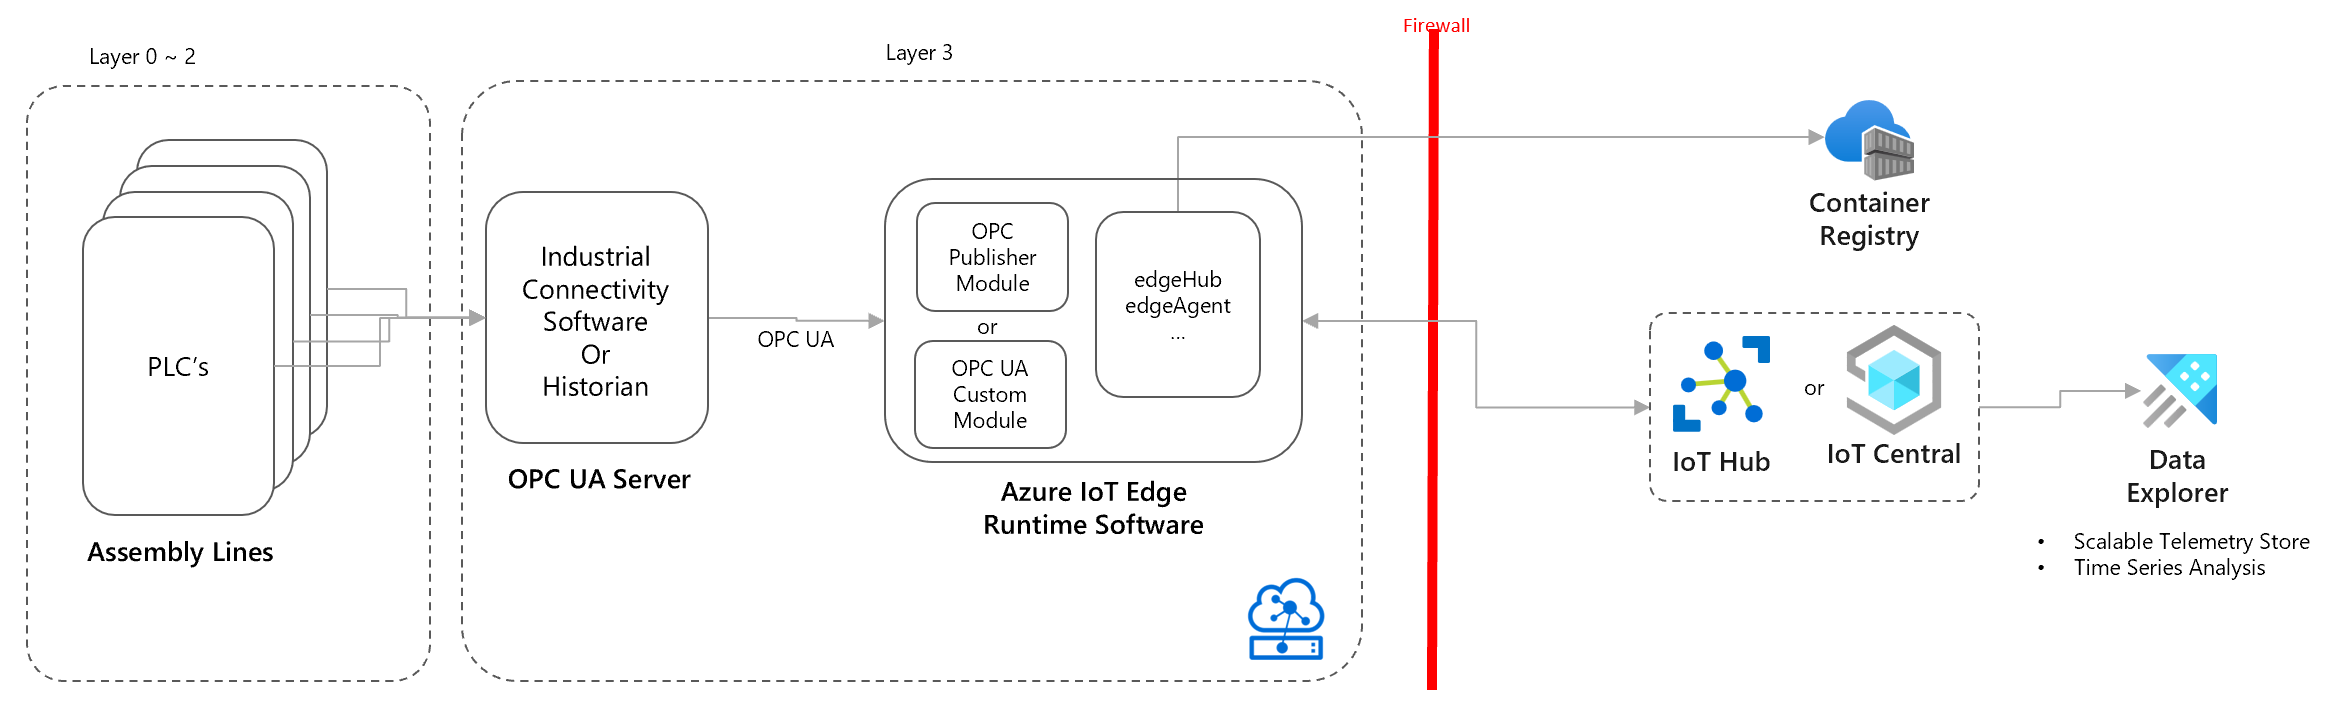 Layer 0 ~ 2
Layer 3
Firewall
PLC's
Assembly Lines
Industrial
Connectivity
Software
Or
Historian
OPC UA Server
OPC UA
OPC
Publisher
Module
or
OPC UA
Custom
Module
edgeHub
edgeAgent
...
Azure IoT Edge
Runtime Software
Container
Registry
IoT Hub
or
IoT Central
Data
Explorer
• Scalable Telemetry Store
• Time Series Analysis